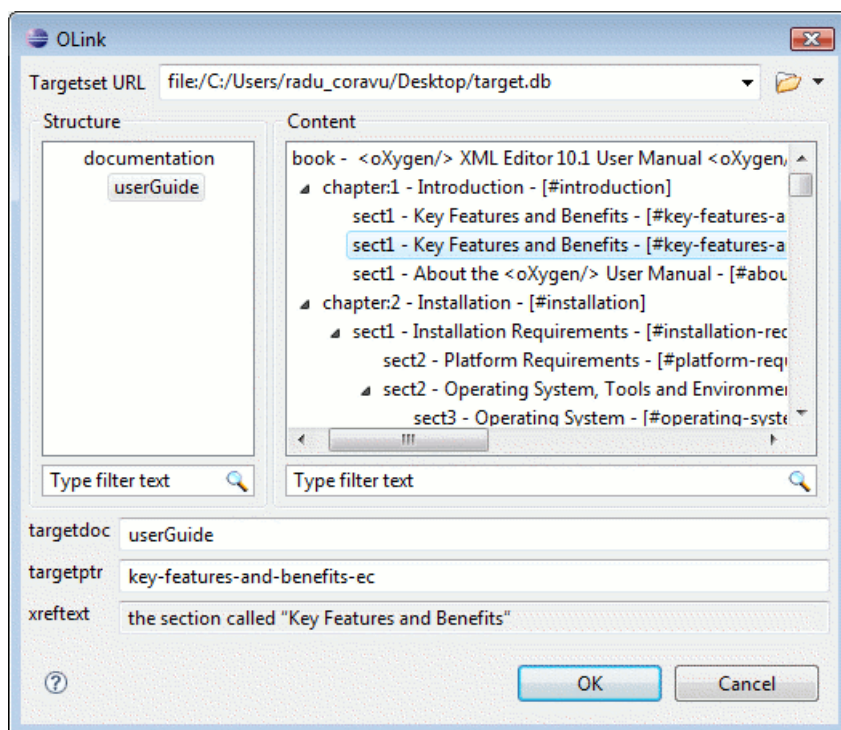 OLink
Targetset URL file:/C:/Users/radu_coravu/Desktop/target.db
Structure
documentation
userGuide
Type filter text
Content
book - <oXygen/> XML Editor 10.1 User Manual <oXygen/
chapter:1 - Introduction - [#introduction]
sect1 - Key Features and Benefits - [#key-features-a
sect1 - Key Features and Benefits - [#key-features-a
sect1 - About the <oXygen/> User Manual - [#abou
chapter:2 - Installation - [#installation]
sect1 - Installation Requirements - [#installation-rec
sect2 - Platform Requirements - [#platform-requ
sect2 - Operating System, Tools and Environme
sect3 - Operating System - [#operating-syste
Type filter text
targetdoc userGuide
targetptr key-features-and-benefits-ec
xreftext the section called "Key Features and Benefits"
OK Cancel